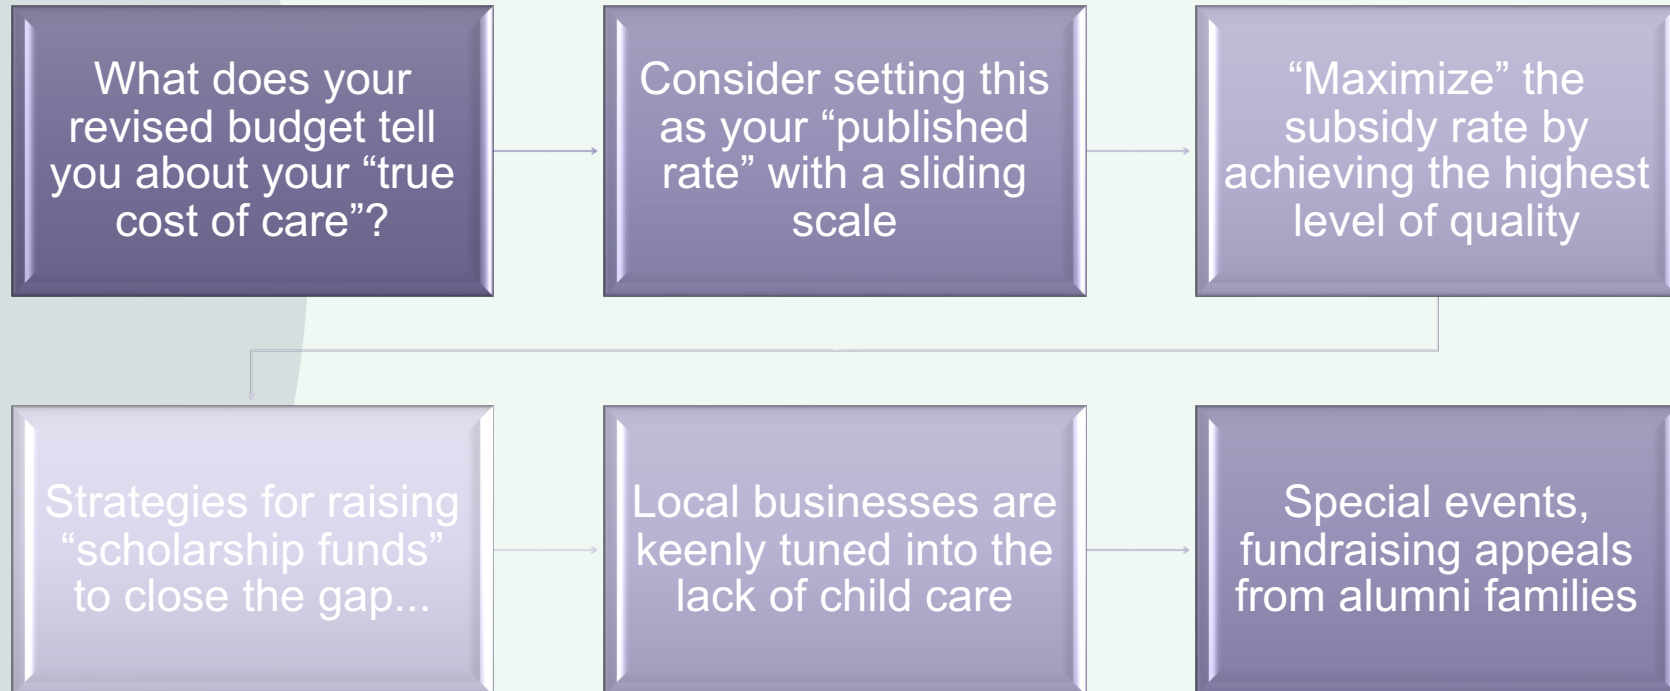 What does your
revised budget tell
you about your “true
cost of care”?
Consider setting this
as your “published
rate” with a sliding
scale
“Maximize” the
subsidy rate by
achieving the highest
level of quality
Strategies for raising
“scholarship funds”
to close the gap...
Local businesses are
keenly tuned into the
lack of child care
Special events,
fundraising appeals
from alumni families